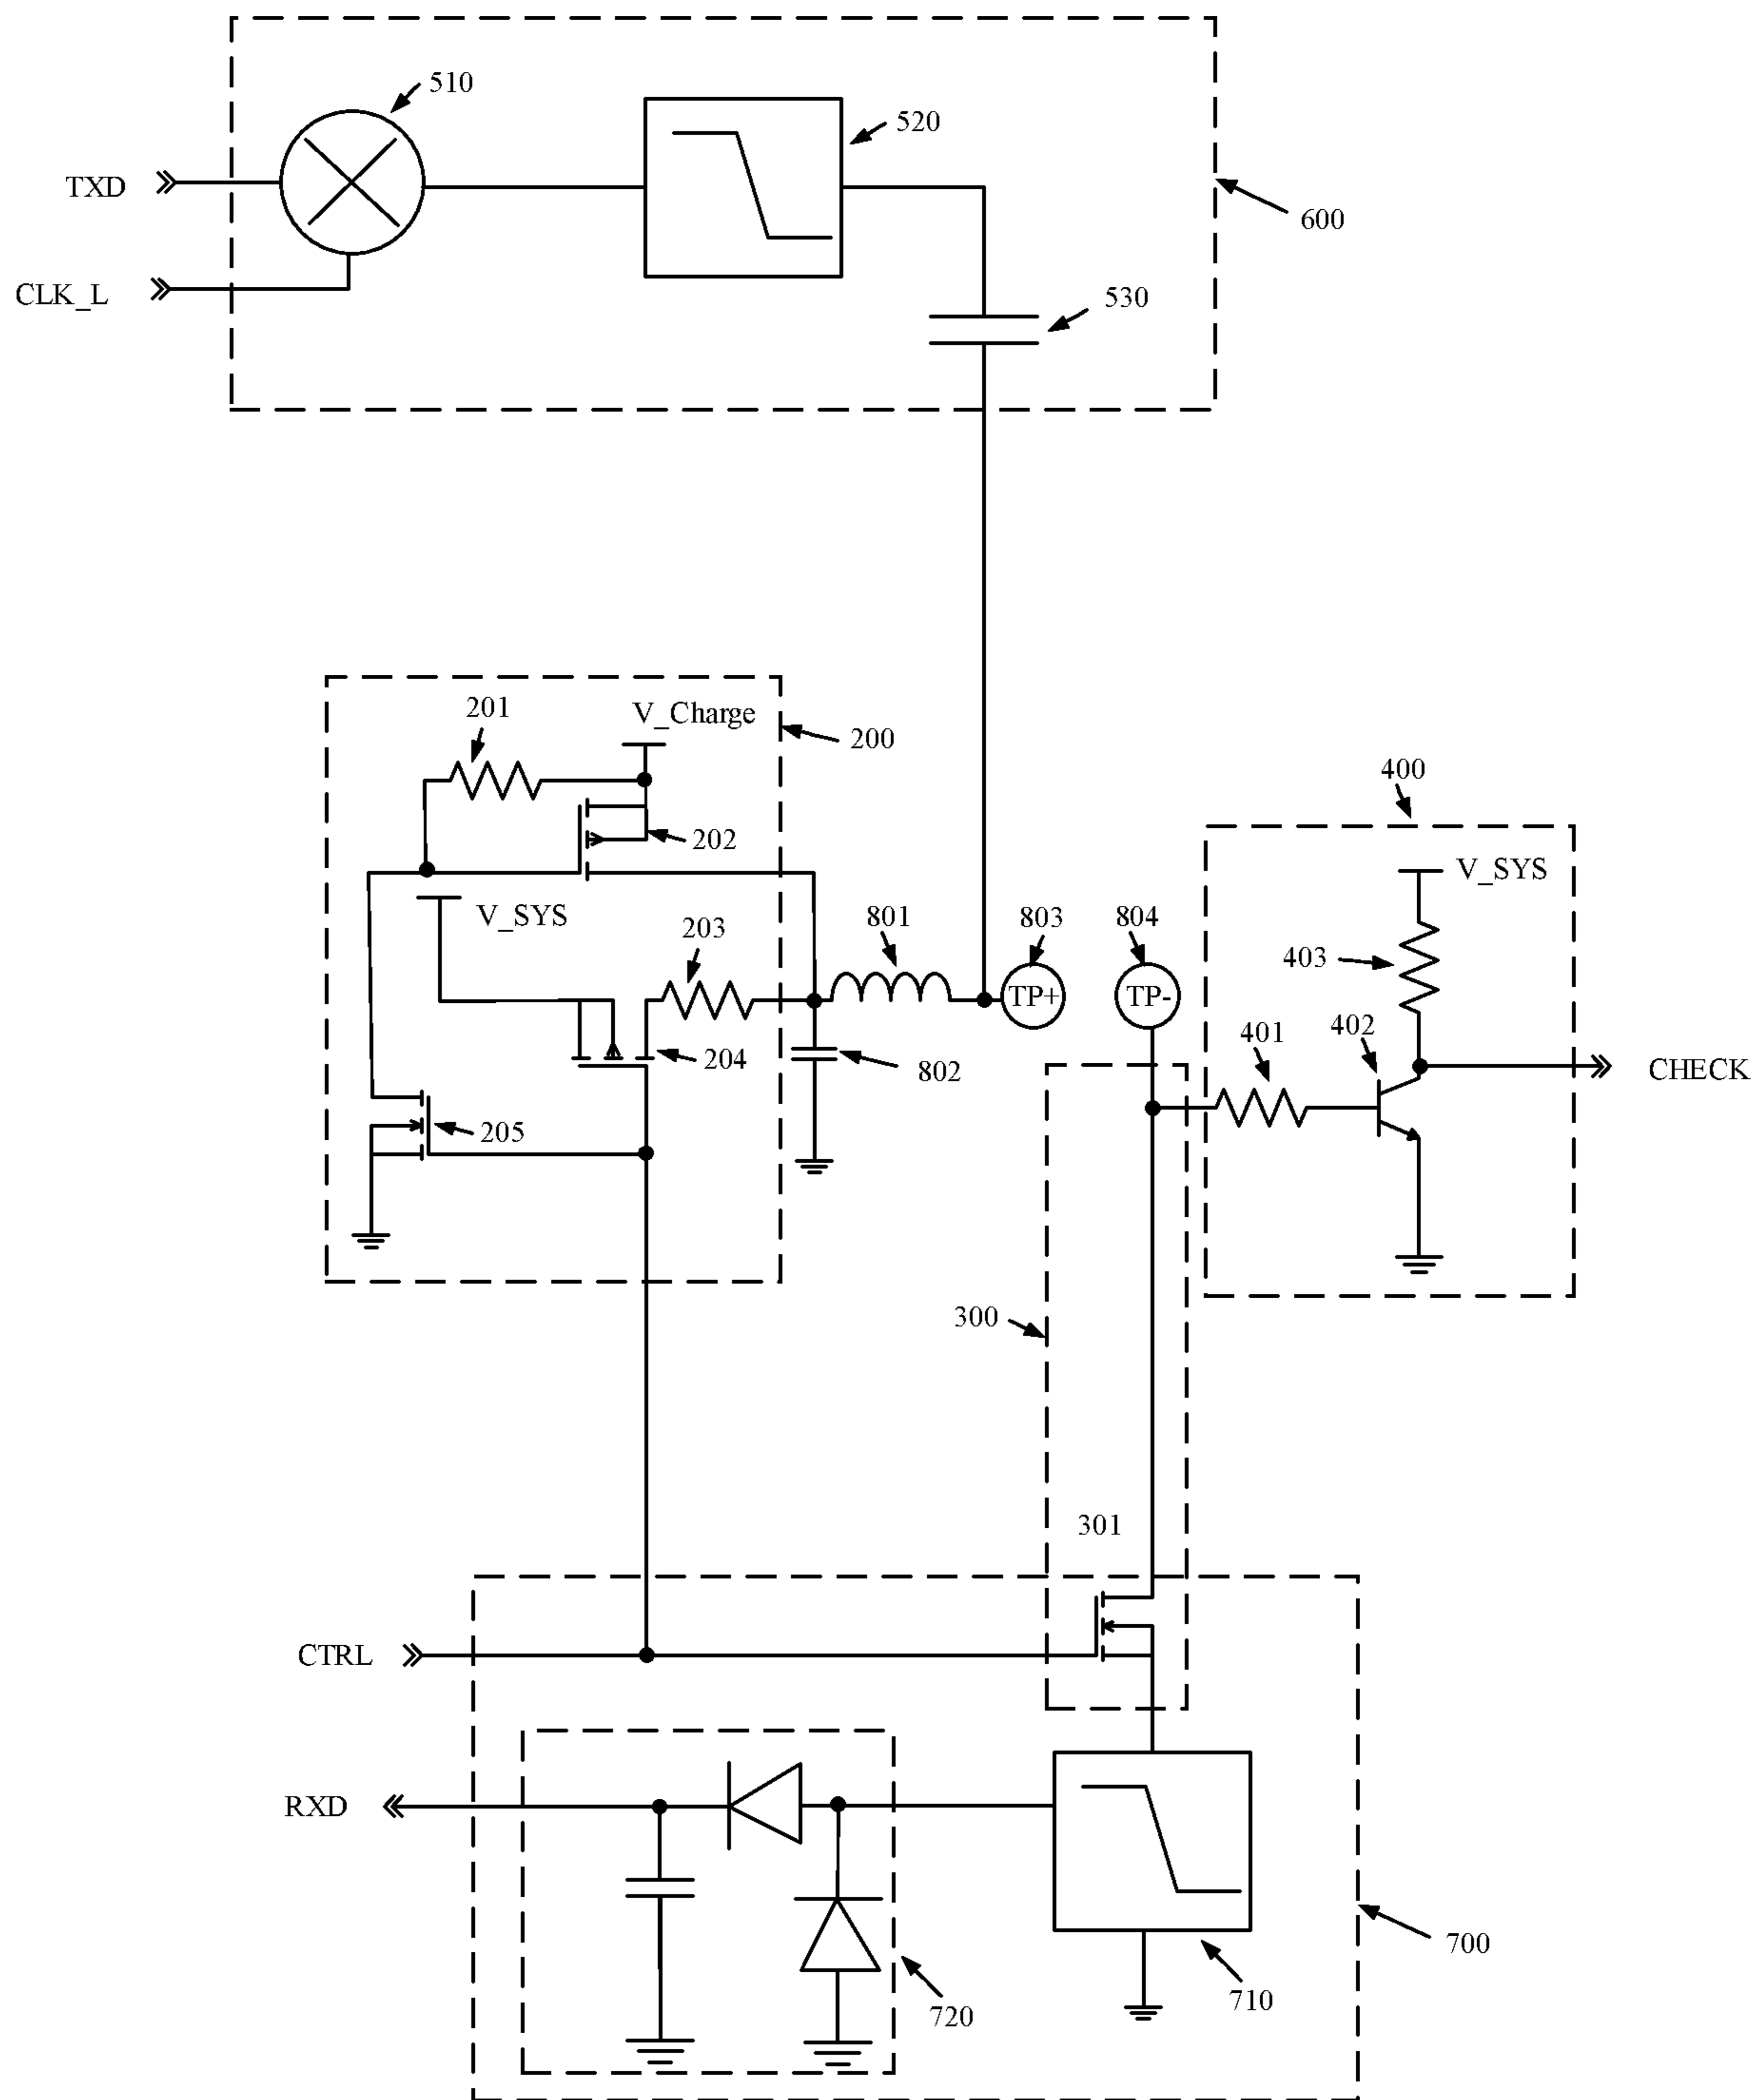 510
520
TXD
600
CLK_L
530
201
V_Charge
200
202
400
V_SYS
V_SYS
203
801
803
804
403
TP+
TP-
401
402
204
802
CHECK
205
300
301
CTRL
RXD
700
710
720